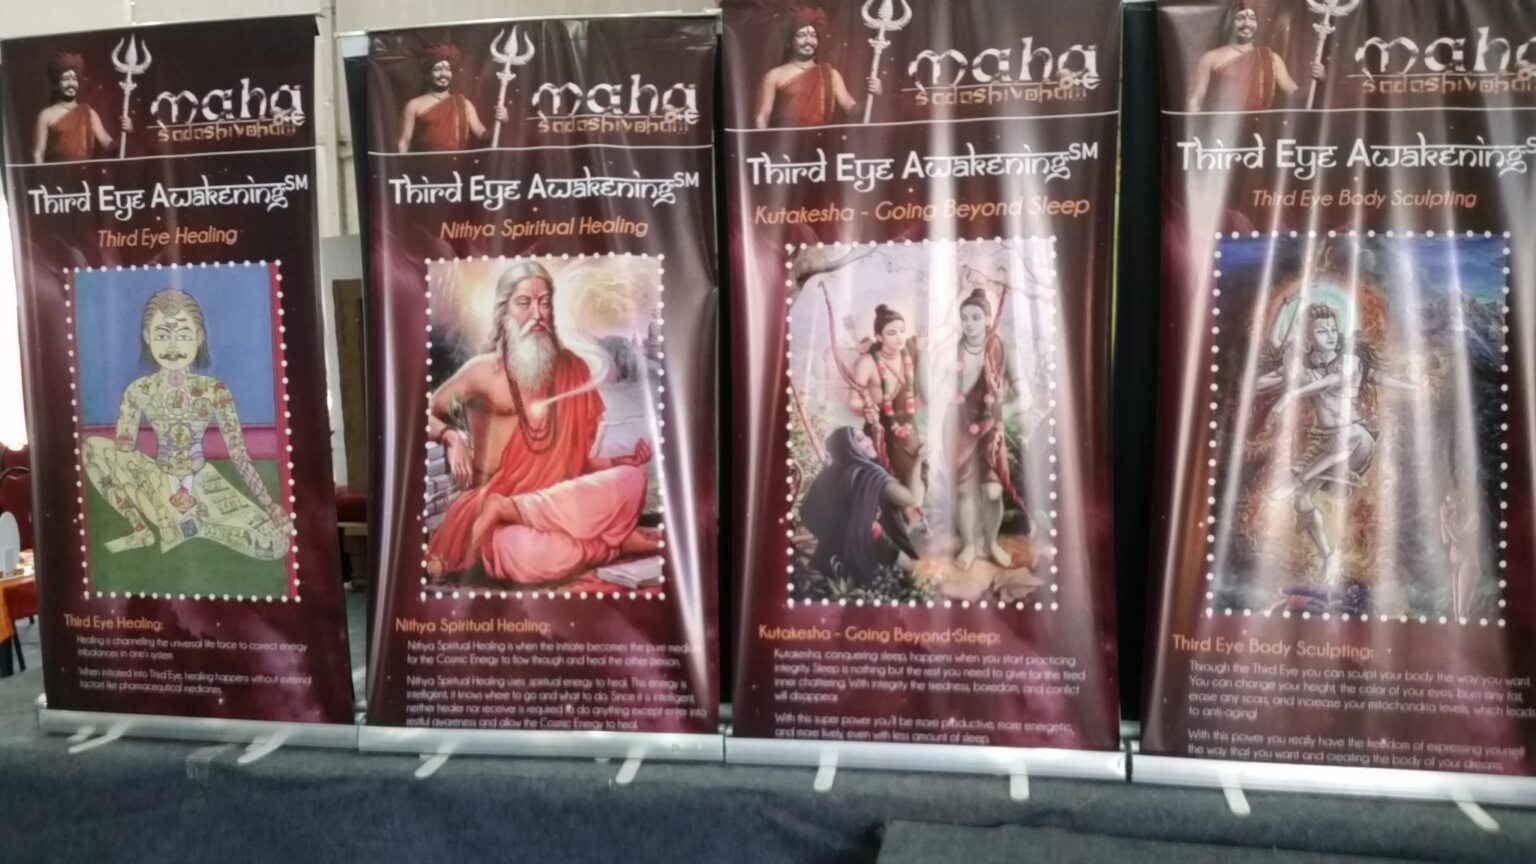 maha
sadashivoham
Third Eye Awakening℠
Third Eye Healing
Third Eye Healing:
Healing is channelling the universal life force to correct energy
imbalances in one's system
When initiated into Third Eye, healing happens without external
factors like pharmaceutical medicines.
maha
sadashivoham
Third Eye Awakening℠
Nithya Spiritual Healing
Nithya Spiritual Healing:
Nithya Spiritual Healing is when the initiate becomes the pure
for the Cosmic Energy to flow through and heal the other person.
Nithya Spiritual Healing uses spiritual energy to heal. This energy is
intelligent; it knows where to go and what to do. Since it is intelligent,
neither healer nor receiver is required to do anything except enter into
restful awareness and allow the Cosmic Energy to heal.
maha
sadashivoham
Third Eye Awakening℠
Kutakesha - Going Beyond Sleep
Kutakesha - Going Beyond Sleep:
Kutakesha, conquering sleep, happens when you start practicing
integrity. Sleep is nothing but the rest you need to give for the tired
inner chattering. With integrity the tiredness, boredom, and conflict
will disappear.
With this super power you'll be more productive, more energetic,
and more lively, even with less amount of sleep.
maha
sadashivoham
Third Eye Awakening
Third Eye Body Sculpting
Third Eye Body Sculpting:
Through the Third Eye you can sculpt your body the way you want
You can change your height, the color of your eyes, burn any fat,
erase any scars, and increase your mitochondria levels, which leads
to anti-aging!
With this power you really have the freedom of expressing yourself
the way that you want and creating the body of your dreams.